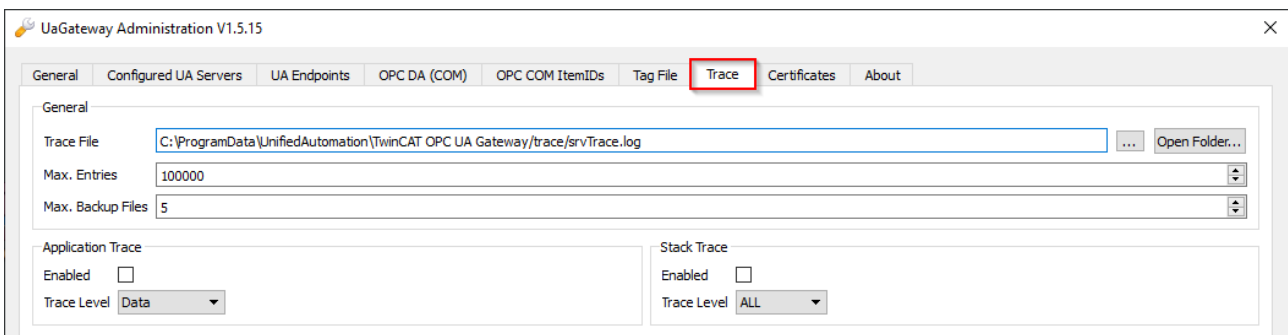 UaGateway Administration V1.5.15
General Configured UA Servers UA Endpoints OPC DA (COM) OPC COM ItemIDs Tag File Trace Certificates About
General
Trace File C:\ProgramData\UnifiedAutomation\TwinCAT OPC UA Gateway/trace/srvTrace.log ... Open Folder...
Max. Entries 100000
Max. Backup Files 5
Application Trace Stack Trace
Enabled Enabled
Trace Level Data Trace Level ALL